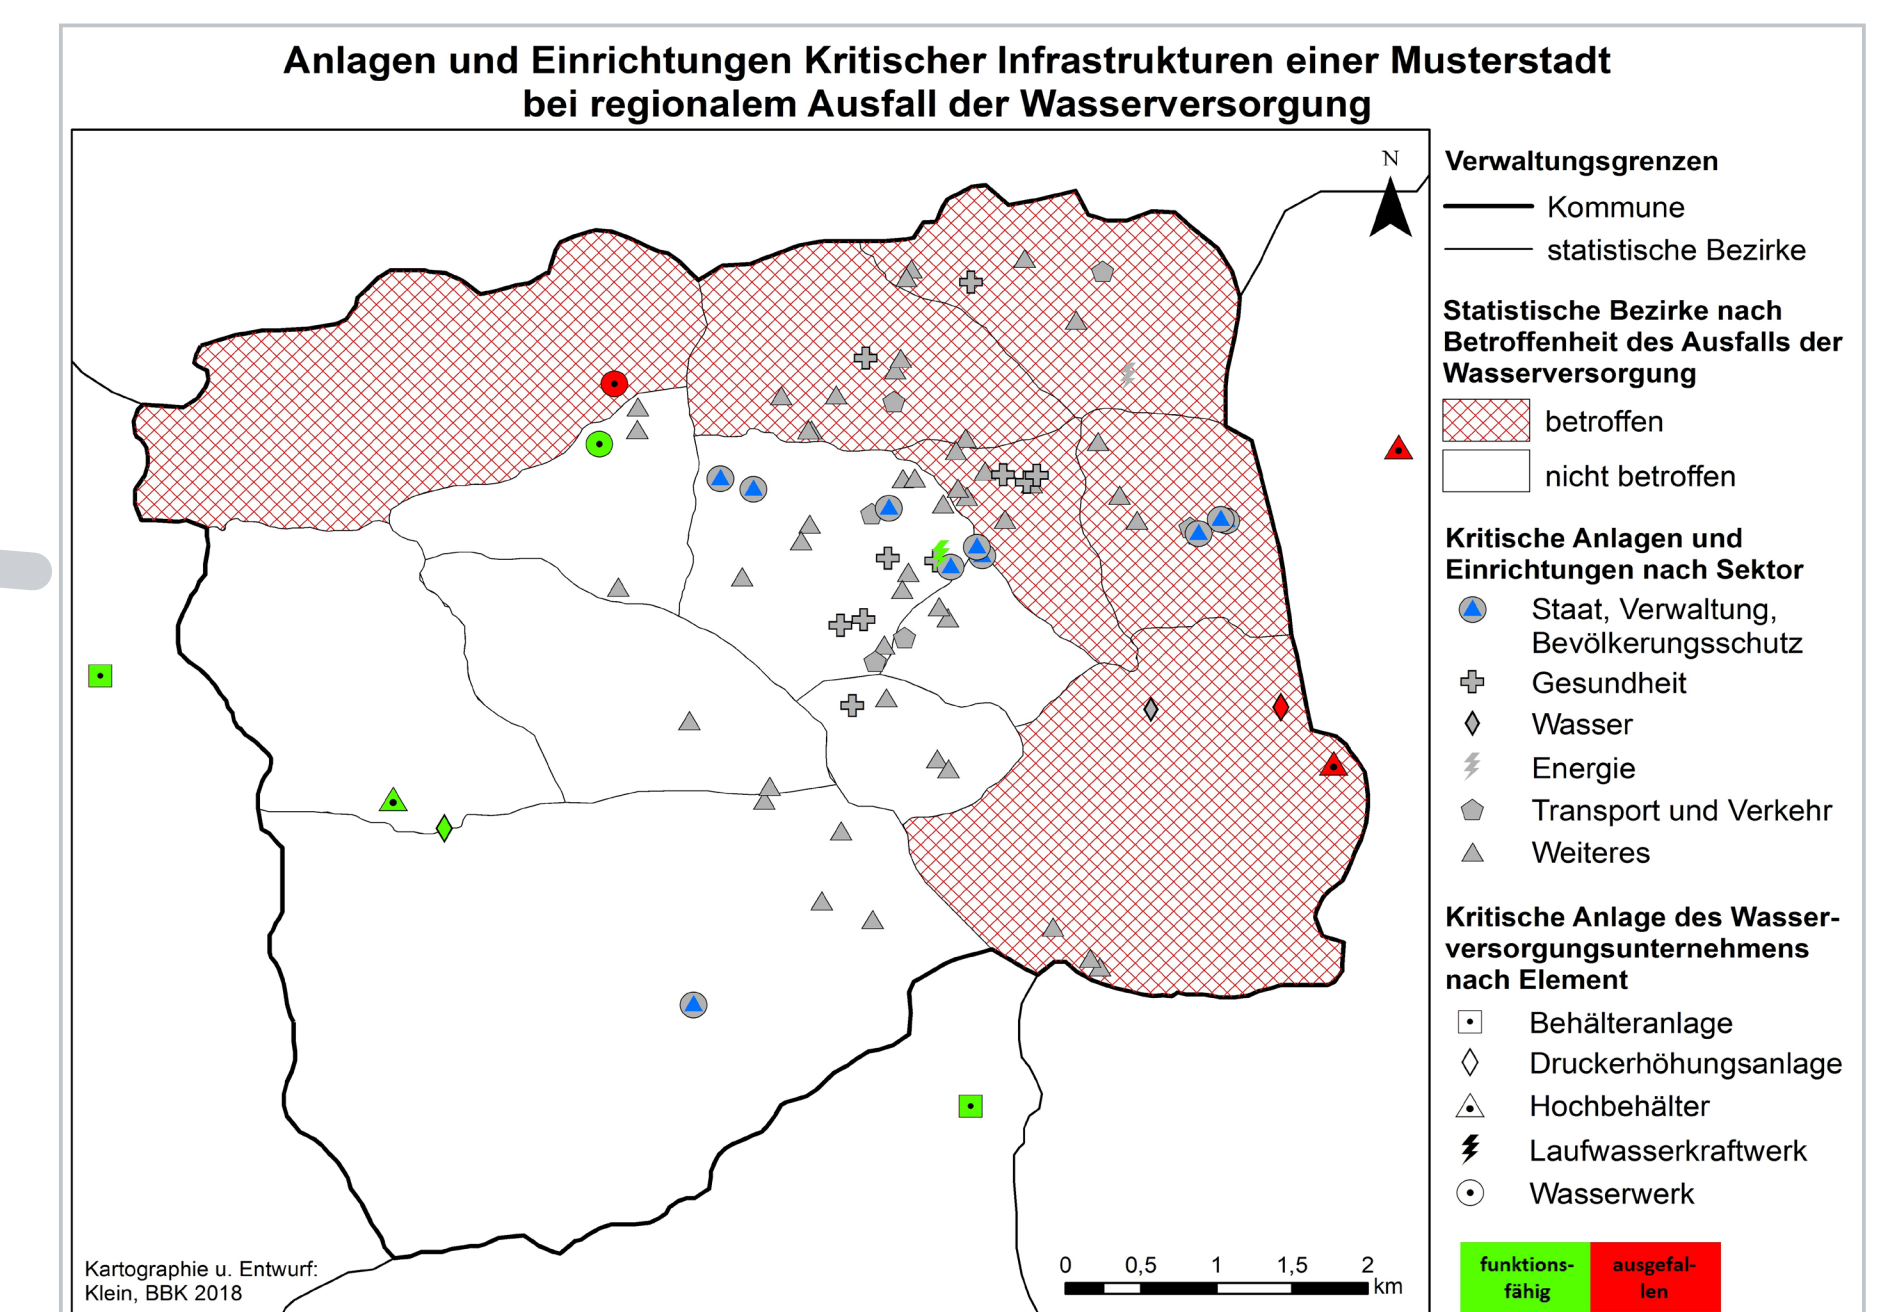 Anlagen und Einrichtungen Kritischer Infrastrukturen einer Musterstadt
bei regionalem Ausfall der Wasserversorgung
N
Verwaltungsgrenzen
Kommune
statistische Bezirke
Statistische Bezirke nach
Betroffenheit des Ausfalls der
Wasserversorgung
betroffen
nicht betroffen
Kritische Anlagen und
Einrichtungen nach Sektor
Staat, Verwaltung,
Bevölkerungsschutz
Gesundheit
Wasser
Energie
Transport und Verkehr
Weiteres
Kritische Anlage des Wasser-
versorgungsunternehmens
nach Element
Behälteranlage
Druckerhöhungsanlage
Hochbehälter
Laufwasserkraftwerk
Wasserwerk
funktions-
fähig
ausgefal-
len
Kartographie u. Entwurf:
Klein, BBK 2018
0 0,5 1 1,5 2
km